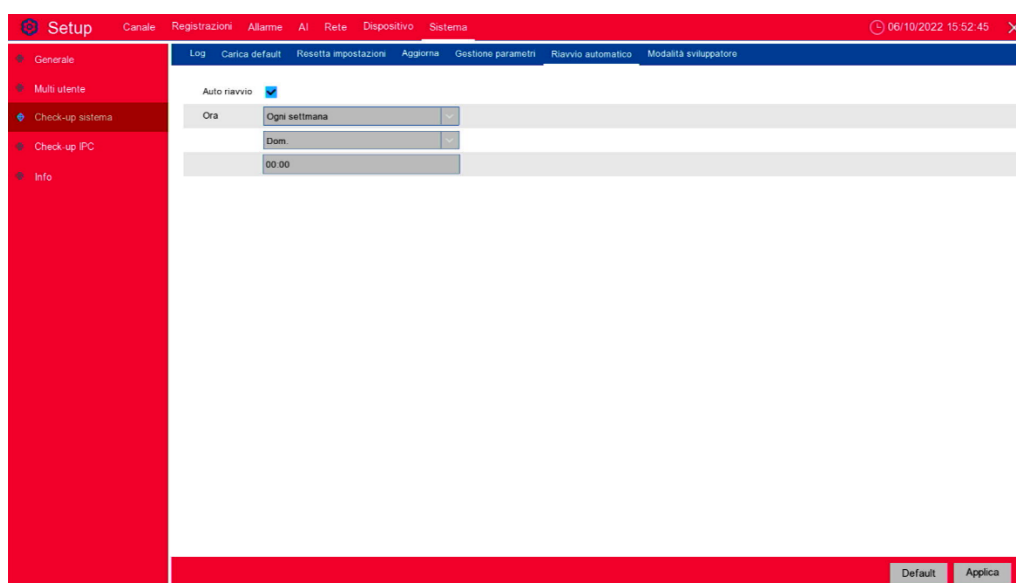 Setup Canale Registrazioni Allarme AI Rete Dispositivo Sistema 06/10/2022 15:52:45
Log Carica default Resetta impostazioni Aggiorna Gestione parametri Riavvio automatico Modalità sviluppatore
Generale
Multi utente
Check-up sistema
Check-up IPC
Info
Auto riavvio
Ora Ogni settmana
Dom.
00:00
Default Applica